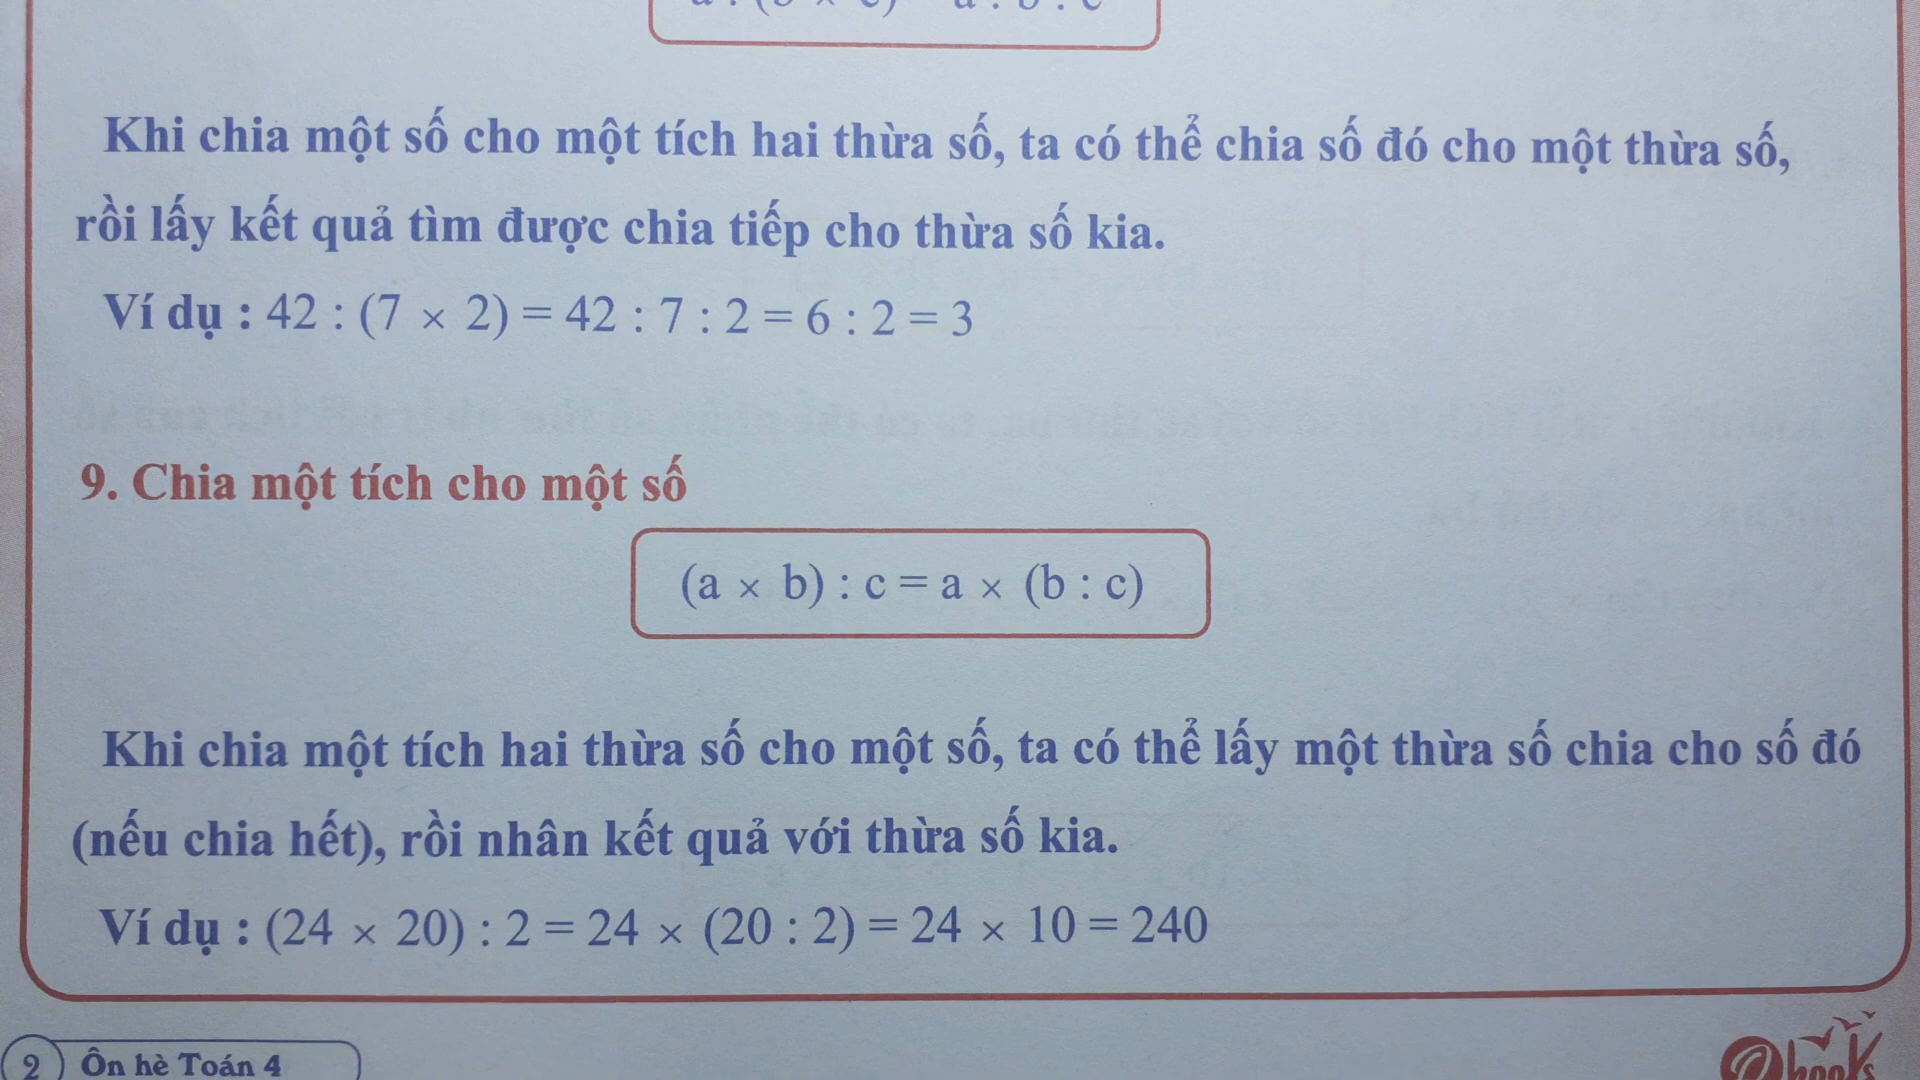 Khi chia một số cho một tích hai thừa số, ta có thể chia số đó cho một thừa số,
rồi lấy kết quả tìm được chia tiếp cho thừa số kia.
Ví dụ : 42 : (7 × 2) = 42 : 7 : 2 = 6 : 2 = 3
9. Chia một tích cho một số
(a × b) : c = a × (b : c)
Khi chia một tích hai thừa số cho một số, ta có thể lấy một thừa số chia cho số đó
(nếu chia hết), rồi nhân kết quả với thừa số kia.
Ví dụ : (24 × 20) : 2 = 24 × (20 : 2) = 24 × 10 = 240
2 Ôn hè Toán 4